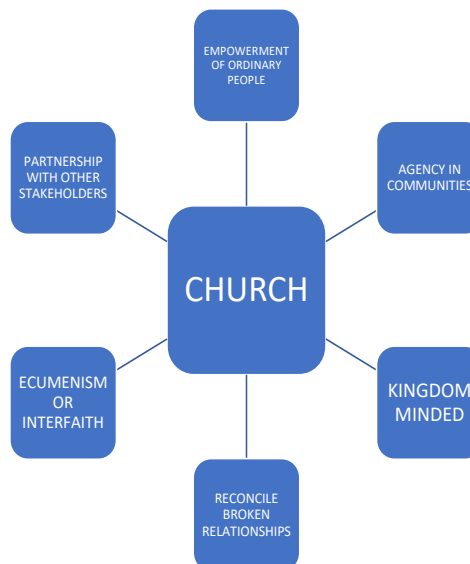 EMPOWERMENT
OF ORDINARY
PEOPLE
PARTNERSHIP
WITH OTHER
STAKEHOLDERS
AGENCY IN
COMMUNITIES
CHURCH
ECUMENISM
OR
INTERFAITH
KINGDOM
MINDED
RECONCILE
BROKEN
RELATIONSHIPS